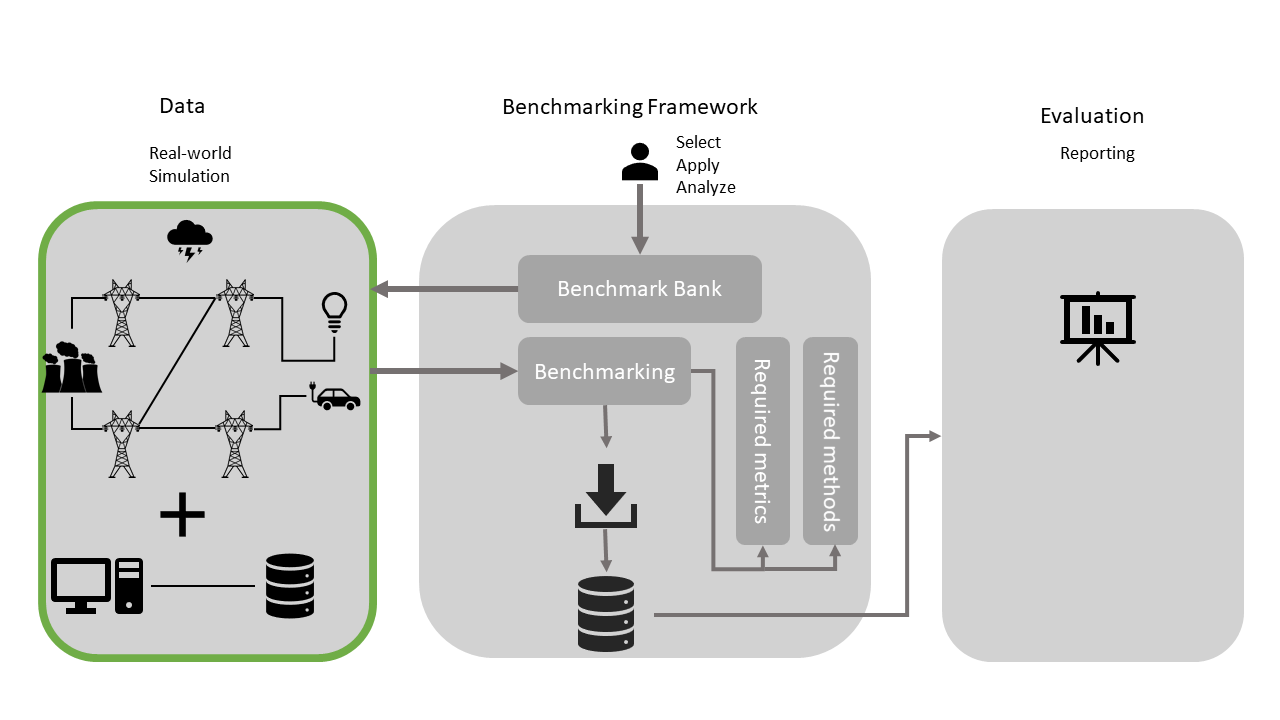 Data
Real-world
Simulation
Benchmarking Framework
Select
Apply
Analyze
Benchmark Bank
Benchmarking
Required metrics
Required methods
Evaluation
Reporting